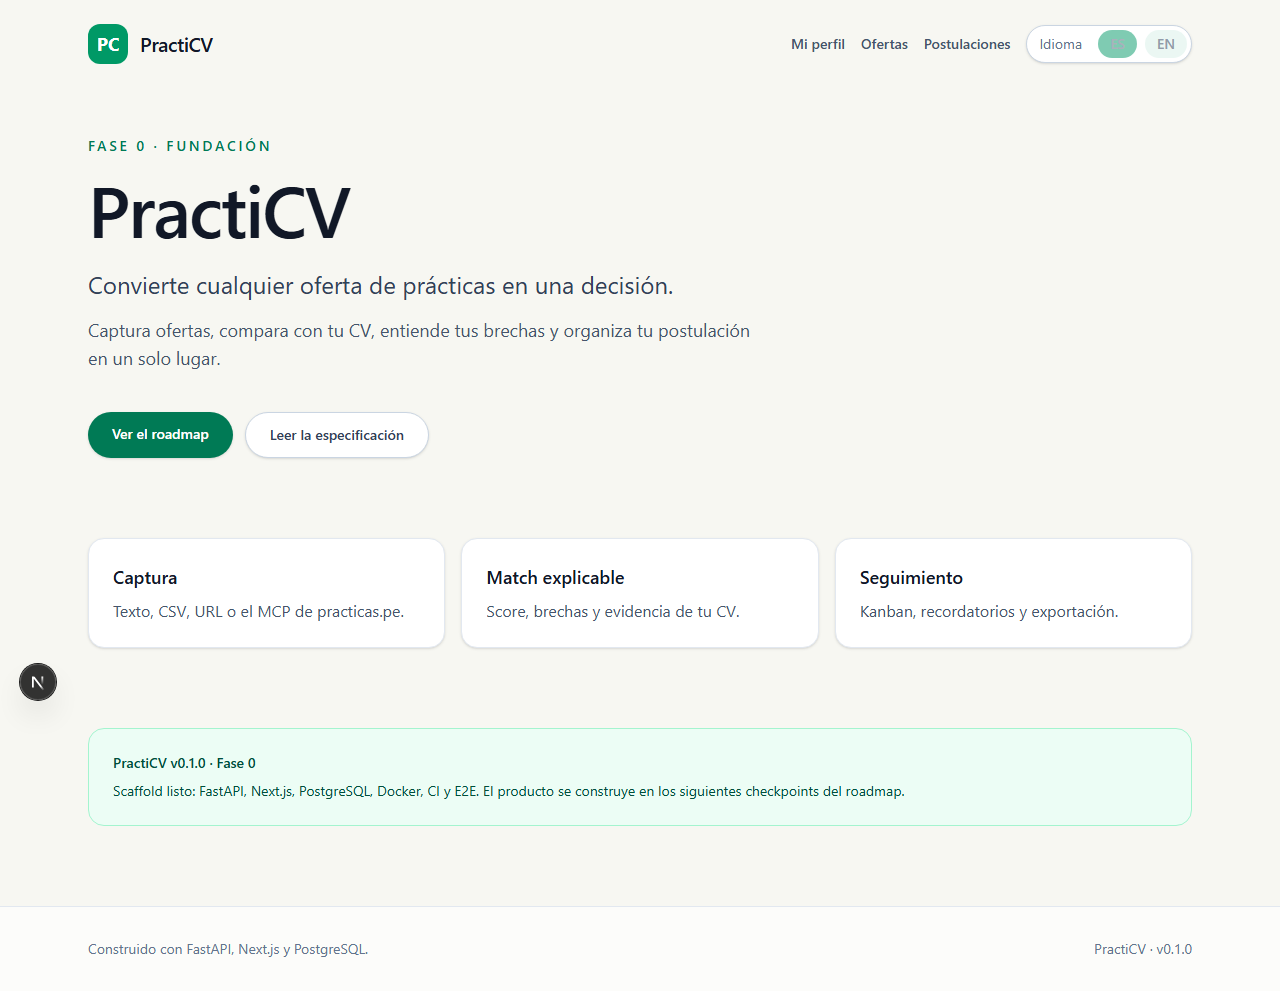 PC PractiCV
Mi perfil Ofertas Postulaciones Idioma EN
FASE 0 · FUNDACIÓN
PractiCV
Convierte cualquier oferta de prácticas en una decisión.
Captura ofertas, compara con tu CV, entiende tus brechas y organiza tu postulación
en un solo lugar.
Ver el roadmap Leer la especificación
Captura
Texto, CSV, URL o el MCP de practicas.pe.
Match explicable
Score, brechas y evidencia de tu CV.
Seguimiento
Kanban, recordatorios y exportación.
N
PractiCV v0.1.0 · Fase 0
Scaffold listo: FastAPI, Next.js, PostgreSQL, Docker, CI y E2E. El producto se construye en los siguientes checkpoints del roadmap.
Construido con FastAPI, Next.js y PostgreSQL.
PractiCV · v0.1.0